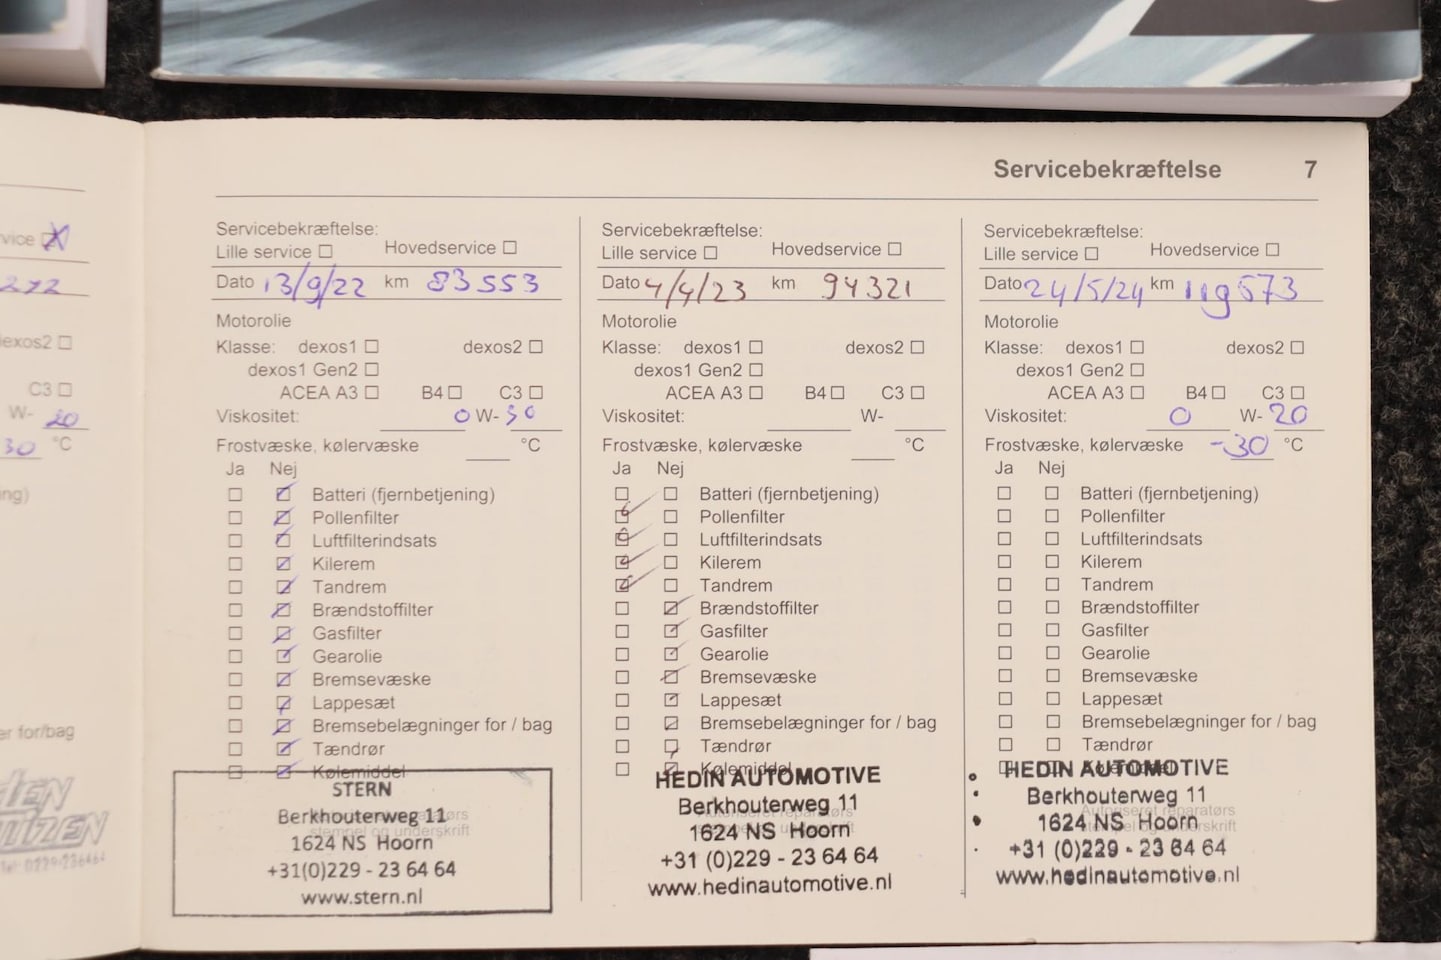 Servicebekræftelse 7
Servicebekræftelse:
Lille service ☐ Hovedservice ☐
Dato 13/9/22 km 83553
Motorolie
Klasse: dexos1 ☐ dexos2 ☐
dexos1 Gen2 ☐
ACEA A3 ☐ B4 ☐ C3 ☐
Viskositet: 0 W- 30
Frostvæske, kølervæske °C
Ja Nej
Batteri (fjernbetjening)
Pollenfilter
Luftfilterindsats
Kilerem
Tandrem
Brændstoffilter
Gasfilter
Gearolie
Bremsevæske
Lappesæt
Bremsebelægninger for / bag
Tændrør
Kølemiddel
STERN
Berkhouterweg 11
1624 NS Hoorn
+31(0)229 - 23 64 64
www.stern.nl
Servicebekræftelse:
Lille service ☐ Hovedservice ☐
Dato 4/4/23 km 94321
Motorolie
Klasse: dexos1 ☐ dexos2 ☐
dexos1 Gen2 ☐
ACEA A3 ☐ B4 ☐ C3 ☐
Viskositet: W-
Frostvæske, kølervæske °C
Ja Nej
Batteri (fjernbetjening)
Pollenfilter
Luftfilterindsats
Kilerem
Tandrem
Brændstoffilter
Gasfilter
Gearolie
Bremsevæske
Lappesæt
Bremsebelægninger for / bag
Tændrør
Kølemiddel
HEDIN AUTOMOTIVE
Berkhouterweg 11
1624 NS Hoorn
+31 (0)229 - 23 64 64
www.hedinautomotive.nl
Servicebekræftelse:
Lille service ☐ Hovedservice ☐
Dato 24/5/24 km 119573
Motorolie
Klasse: dexos1 ☐ dexos2 ☐
dexos1 Gen2 ☐
ACEA A3 ☐ B4 ☐ C3 ☐
Viskositet: 0 W- 20
Frostvæske, kølervæske -30 °C
Ja Nej
Batteri (fjernbetjening)
Pollenfilter
Luftfilterindsats
Kilerem
Tandrem
Brændstoffilter
Gasfilter
Gearolie
Bremsevæske
Lappesæt
Bremsebelægninger for / bag
Tændrør
HEDIN AUTOMOTIVE
Berkhouterweg 11
Autoriseret reparatørs
1624 NS Hoorn
stempel og underskrift
+31 (0)229 - 23 64 64
www.hedinautomotive.nl